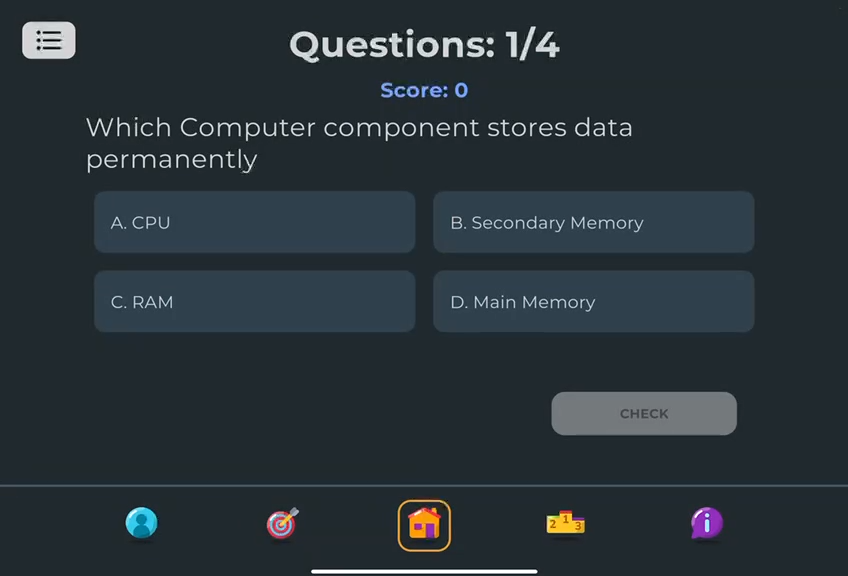 Questions: 1/4
Score: 0
Which Computer component stores data
permanently
A. CPU
B. Secondary Memory
C. RAM
D. Main Memory
CHECK
2 1 3
i